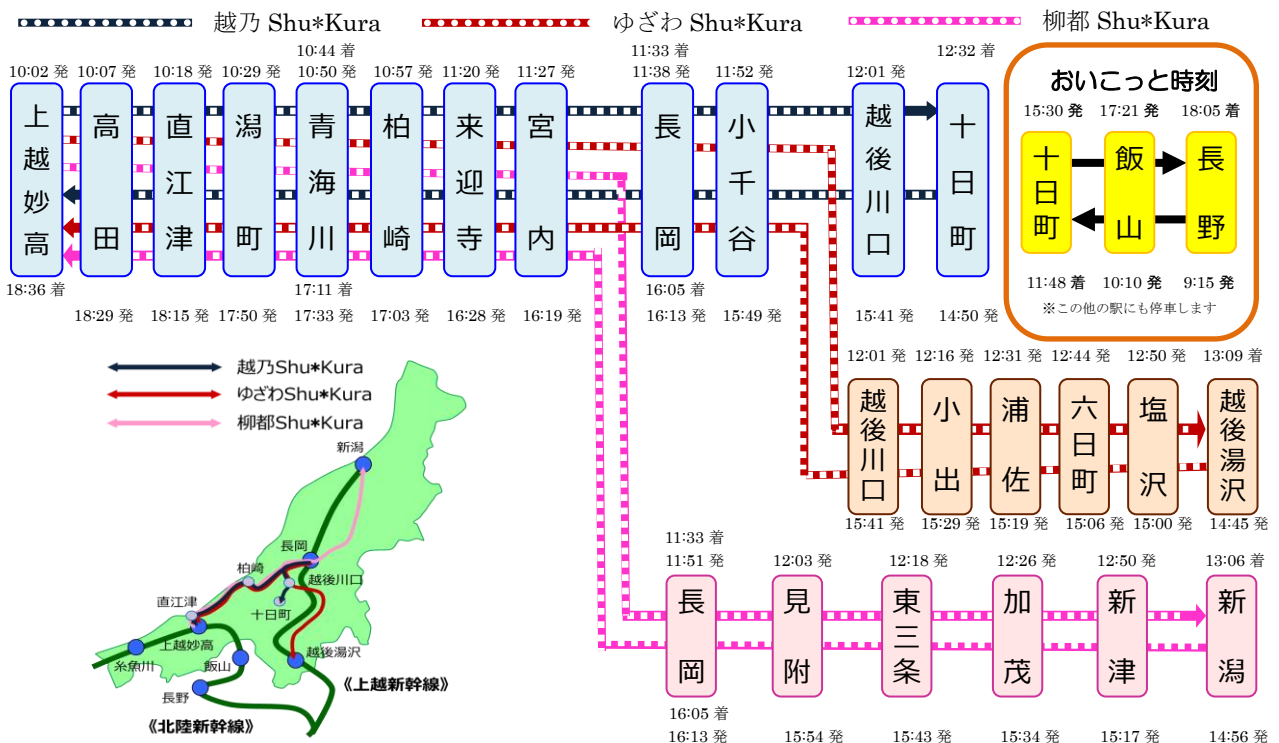 越乃 Shu*Kura
ゆざわ Shu*Kura
柳都 Shu*Kura
10:44 着
11:33 着
12:32 着
10:02 発
10:07 発
10:18 発
10:29 発
10:50 発
10:57 発
11:20 発
11:27 発
11:38 発
11:52 発
12:01 発
上越妙高
高田
直江津
潟町
青海川
柏崎
来迎寺
宮内
長岡
小千谷
越後川口
十日町
18:36 着
17:11 着
16:05 着
18:29 発
18:15 発
17:50 発
17:33 発
17:03 発
16:28 発
16:19 発
16:13 発
15:49 発
15:41 発
14:50 発
おいこっと時刻
15:30 発
17:21 発
18:05 着
十日町
飯山
長野
11:48 着
10:10 発
9:15 発
※この他の駅にも停車します
12:01 発
12:16 発
12:31 発
12:44 発
12:50 発
13:09 着
越後川口
小出
浦佐
六日町
塩沢
越後湯沢
15:41 発
15:29 発
15:19 発
15:06 発
15:00 発
14:45 発
11:33 着
11:51 発
12:03 発
12:18 発
12:26 発
12:50 発
13:06 着
長岡
見附
東三条
加茂
新津
新潟
16:05 着
16:13 発
15:54 発
15:43 発
15:34 発
15:17 発
14:56 発
越乃Shu*Kura
ゆざわShu*Kura
柳都Shu*Kura
新潟
長岡
柏崎
越後川口
直江津
十日町
上越妙高
越後湯沢
糸魚川
飯山
《上越新幹線》
長野
《北陸新幹線》